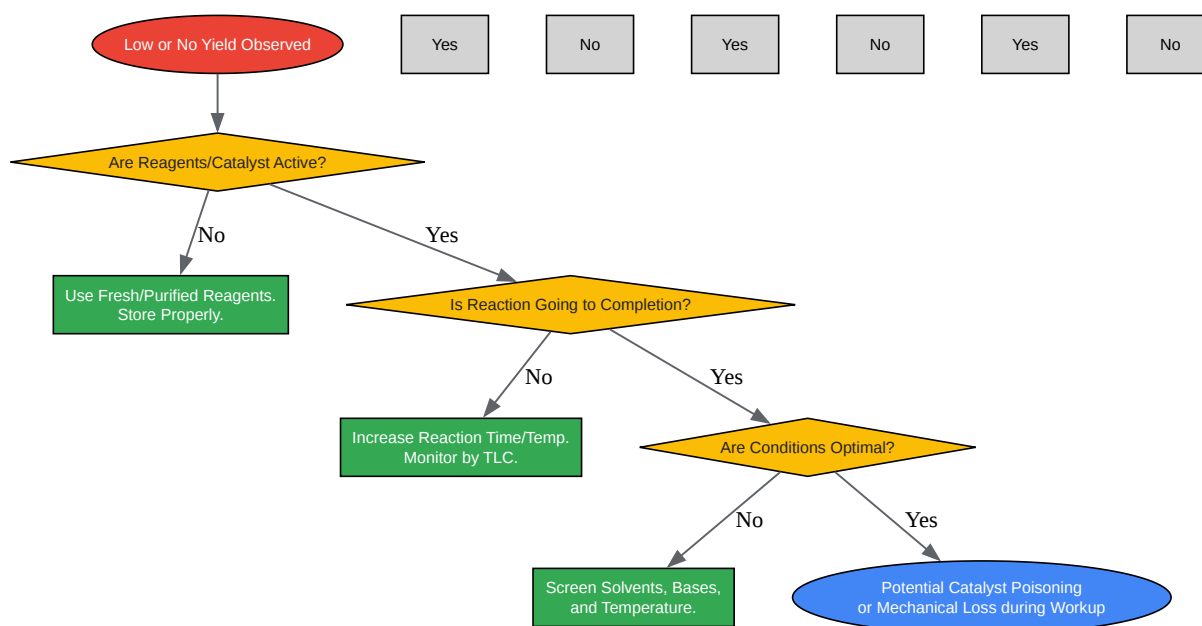 Low or No Yield Observed
Yes
No
Yes
No
Yes
No
Are Reagents/Catalyst Active?
No
Yes
Use Fresh/Purified Reagents.
Store Properly.
Is Reaction Going to Completion?
No
Yes
Increase Reaction Time/Temp.
Monitor by TLC.
Are Conditions Optimal?
No
Yes
Screen Solvents, Bases,
and Temperature.
Potential Catalyst Poisoning
or Mechanical Loss during Workup